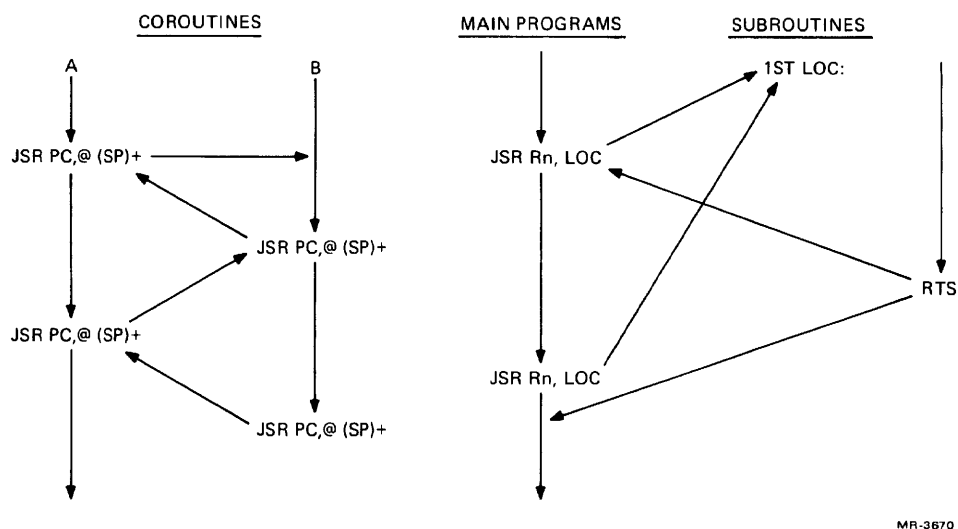 COROUTINES
A
B
JSR PC,@ (SP)+
JSR PC,@ (SP)+
JSR PC,@ (SP)+
JSR PC,@ (SP)+
MAIN PROGRAMS
SUBROUTINES
1ST LOC:
JSR Rn, LOC
RTS
JSR Rn, LOC
MR-3670